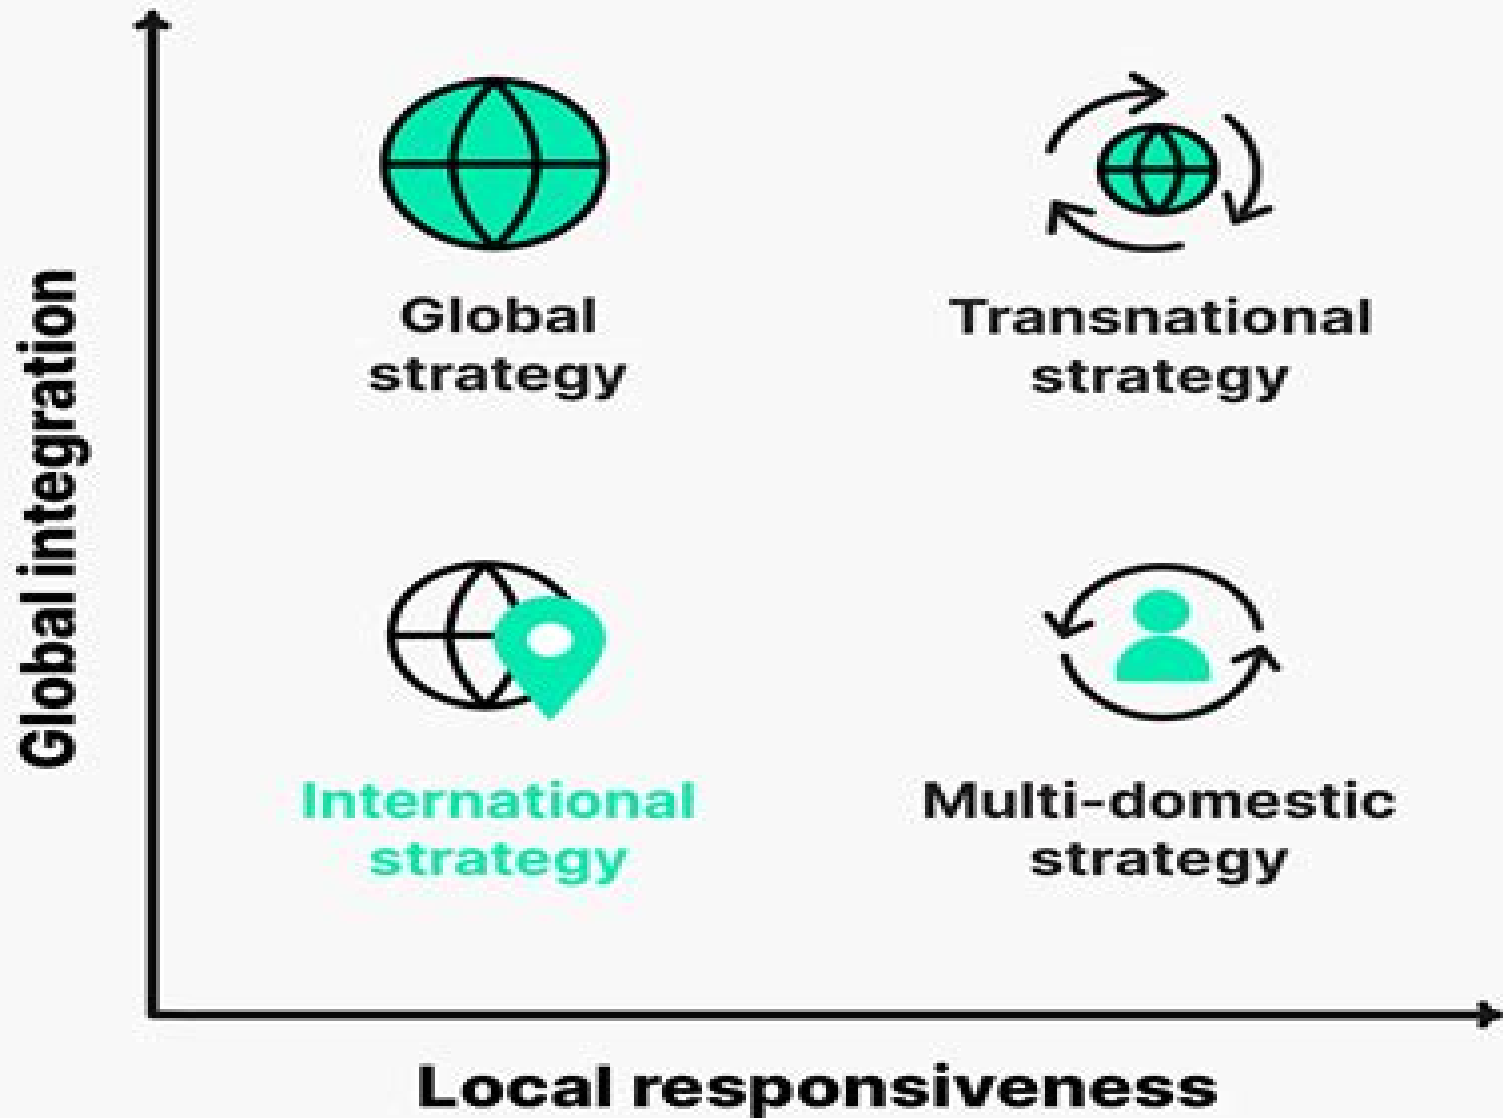 Global integration
Global
strategy
Transnational
strategy
International
strategy
Multi-domestic
strategy
Local responsiveness